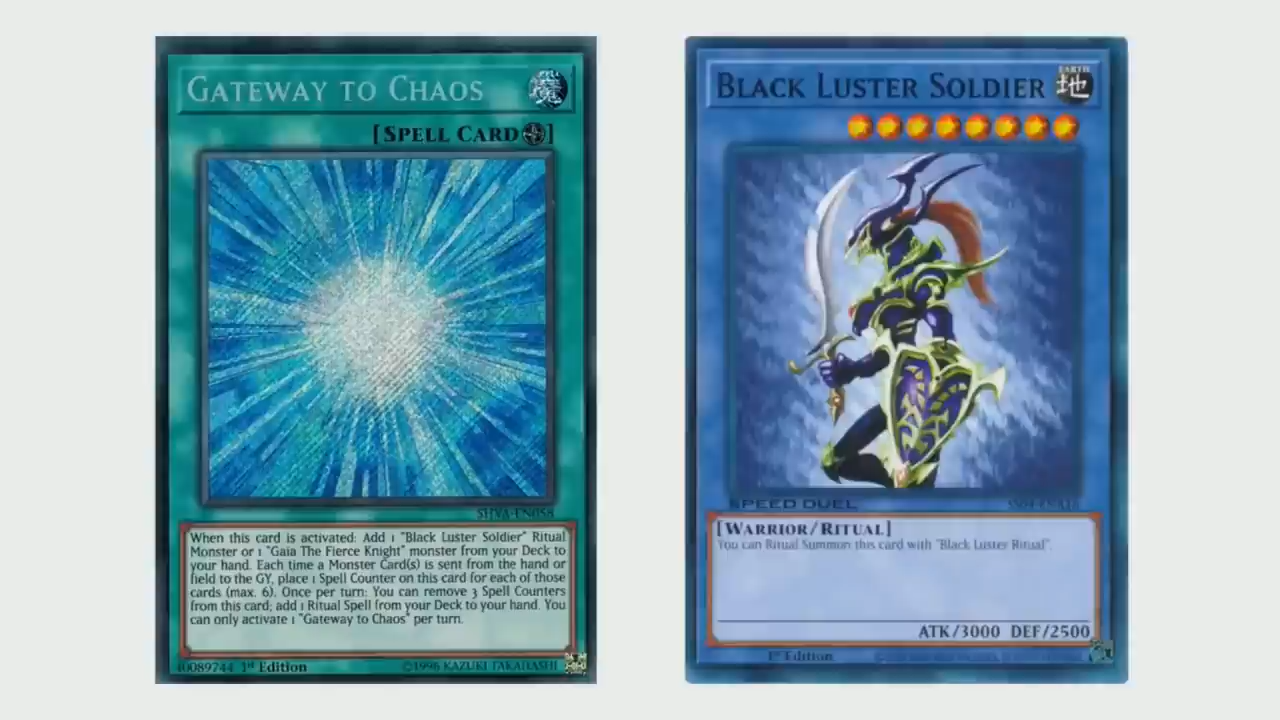 GATEWAY TO CHAOS
魔
[SPELL CARD]
SHVA-EN058
When this card is activated: Add 1 "Black Luster Soldier" Ritual
Monster or 1 "Gaia The Fierce Knight" monster from your Deck to
your hand. Each time a Monster Card(s) is sent from the hand or
field to the GY, place 1 Spell Counter on this card for each of those
cards (max. 6). Once per turn: You can remove 3 Spell Counters
from this card; add 1 Ritual Spell from your Deck to your hand. You
can only activate 1 "Gateway to Chaos" per turn.
40089744 1st Edition ©1996 KAZUKI TAKAHASHI
BLACK LUSTER SOLDIER
EARTH
地
SPEED DUEL
[WARRIOR/RITUAL]
You can Ritual Summon this card with "Black Luster Ritual".
ATK/3000 DEF/2500
1st Edition